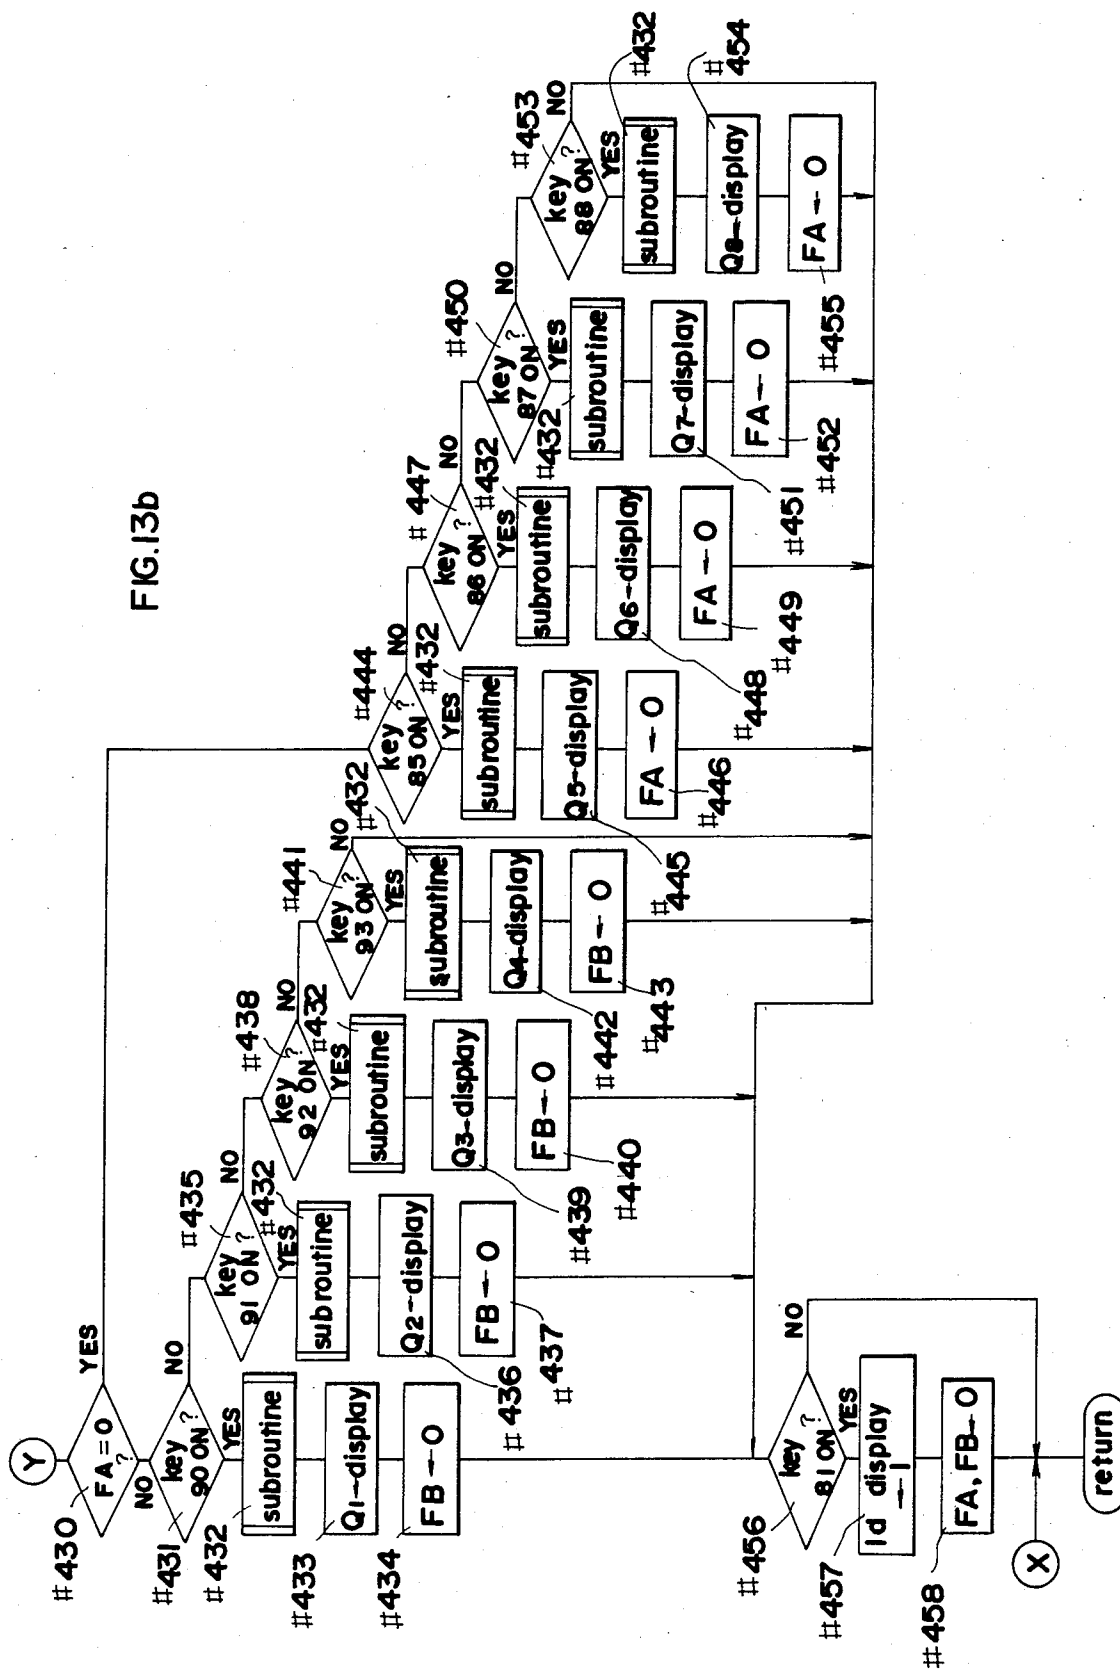 FIG.13b
Y
#430
FA=0
?
YES
NO
#431
key
90 ON ?
NO
YES
#432
subroutine
#433
Q1←display
#434
FB←0
#435
key
91 ON ?
NO
YES
#432
subroutine
Q2←display
#436
FB←0
#437
#438
key
92 ON ?
NO
YES
#432
subroutine
Q3←display
#439
FB←0
#440
#441
key
93 ON ?
NO
YES
#432
subroutine
Q4←display
#442
FB←0
#443
#444
key
85 ON ?
NO
YES
#432
subroutine
Q5←display
#445
FA←0
#446
#447
key
86 ON ?
NO
YES
#432
subroutine
Q6←display
#448
FA←0
#449
#450
key
87 ON ?
NO
YES
#432
subroutine
Q7←display
#451
FA←0
#452
#453
key
88 ON ?
NO
YES
#432
subroutine
#454
Q8←display
FA←0
#455
#456
key
81 ON ?
NO
YES
#457
Id display
←1
#458
FA, FB←0
X
return